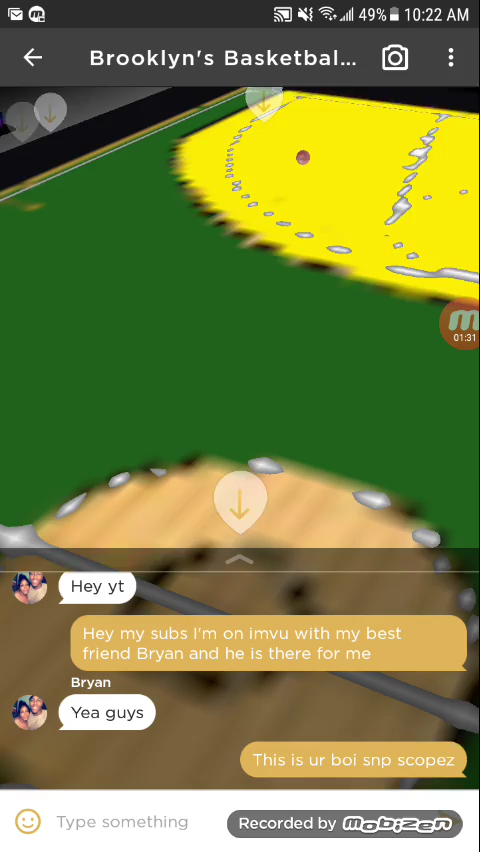 49% 10:22 AM
Brooklyn's Basketbal...
01:31
Hey yt
Hey my subs I'm on imvu with my best
friend Bryan and he is there for me
Bryan
Yea guys
This is ur boi snp scopez
Type something
Recorded by mobizen